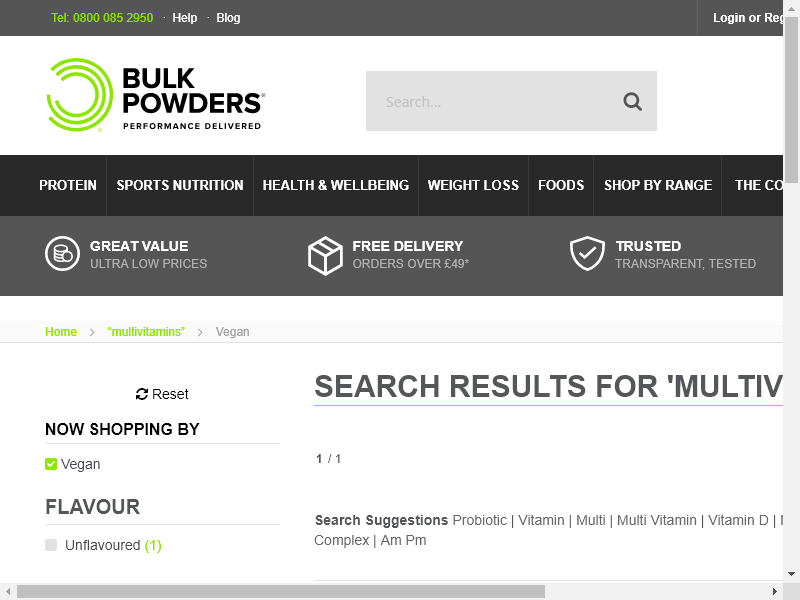 Tel: 0800 085 2950 · Help · Blog
Login or Reg
BULK
POWDERS®
PERFORMANCE DELIVERED
Search...
PROTEIN SPORTS NUTRITION HEALTH & WELLBEING WEIGHT LOSS FOODS SHOP BY RANGE THE CO
GREAT VALUE
ULTRA LOW PRICES
FREE DELIVERY
ORDERS OVER £49*
TRUSTED
TRANSPARENT, TESTED
Home > “multivitamins” > Vegan
Reset
NOW SHOPPING BY
Vegan
FLAVOUR
Unflavoured (1)
SEARCH RESULTS FOR 'MULTIV
1 / 1
Search Suggestions Probiotic | Vitamin | Multi | Multi Vitamin | Vitamin D |
Complex | Am Pm